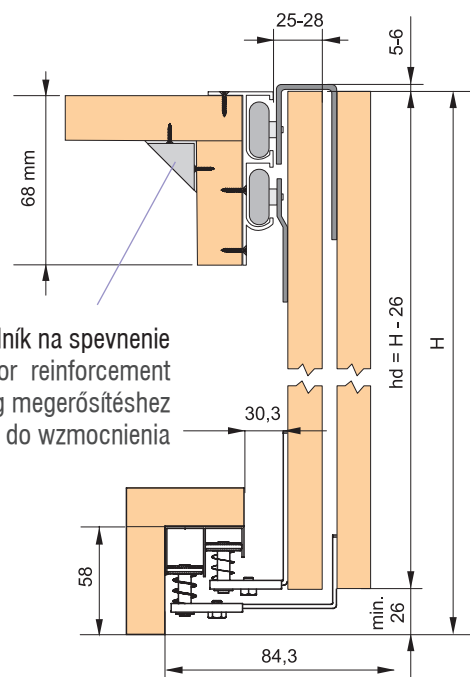 25-28
5-6
68 mm
lník na spevnenie
or reinforcement
g megerősítéshez
do wzmocnienia
30,3
hd = H - 26
H
58
min.
26
84,3